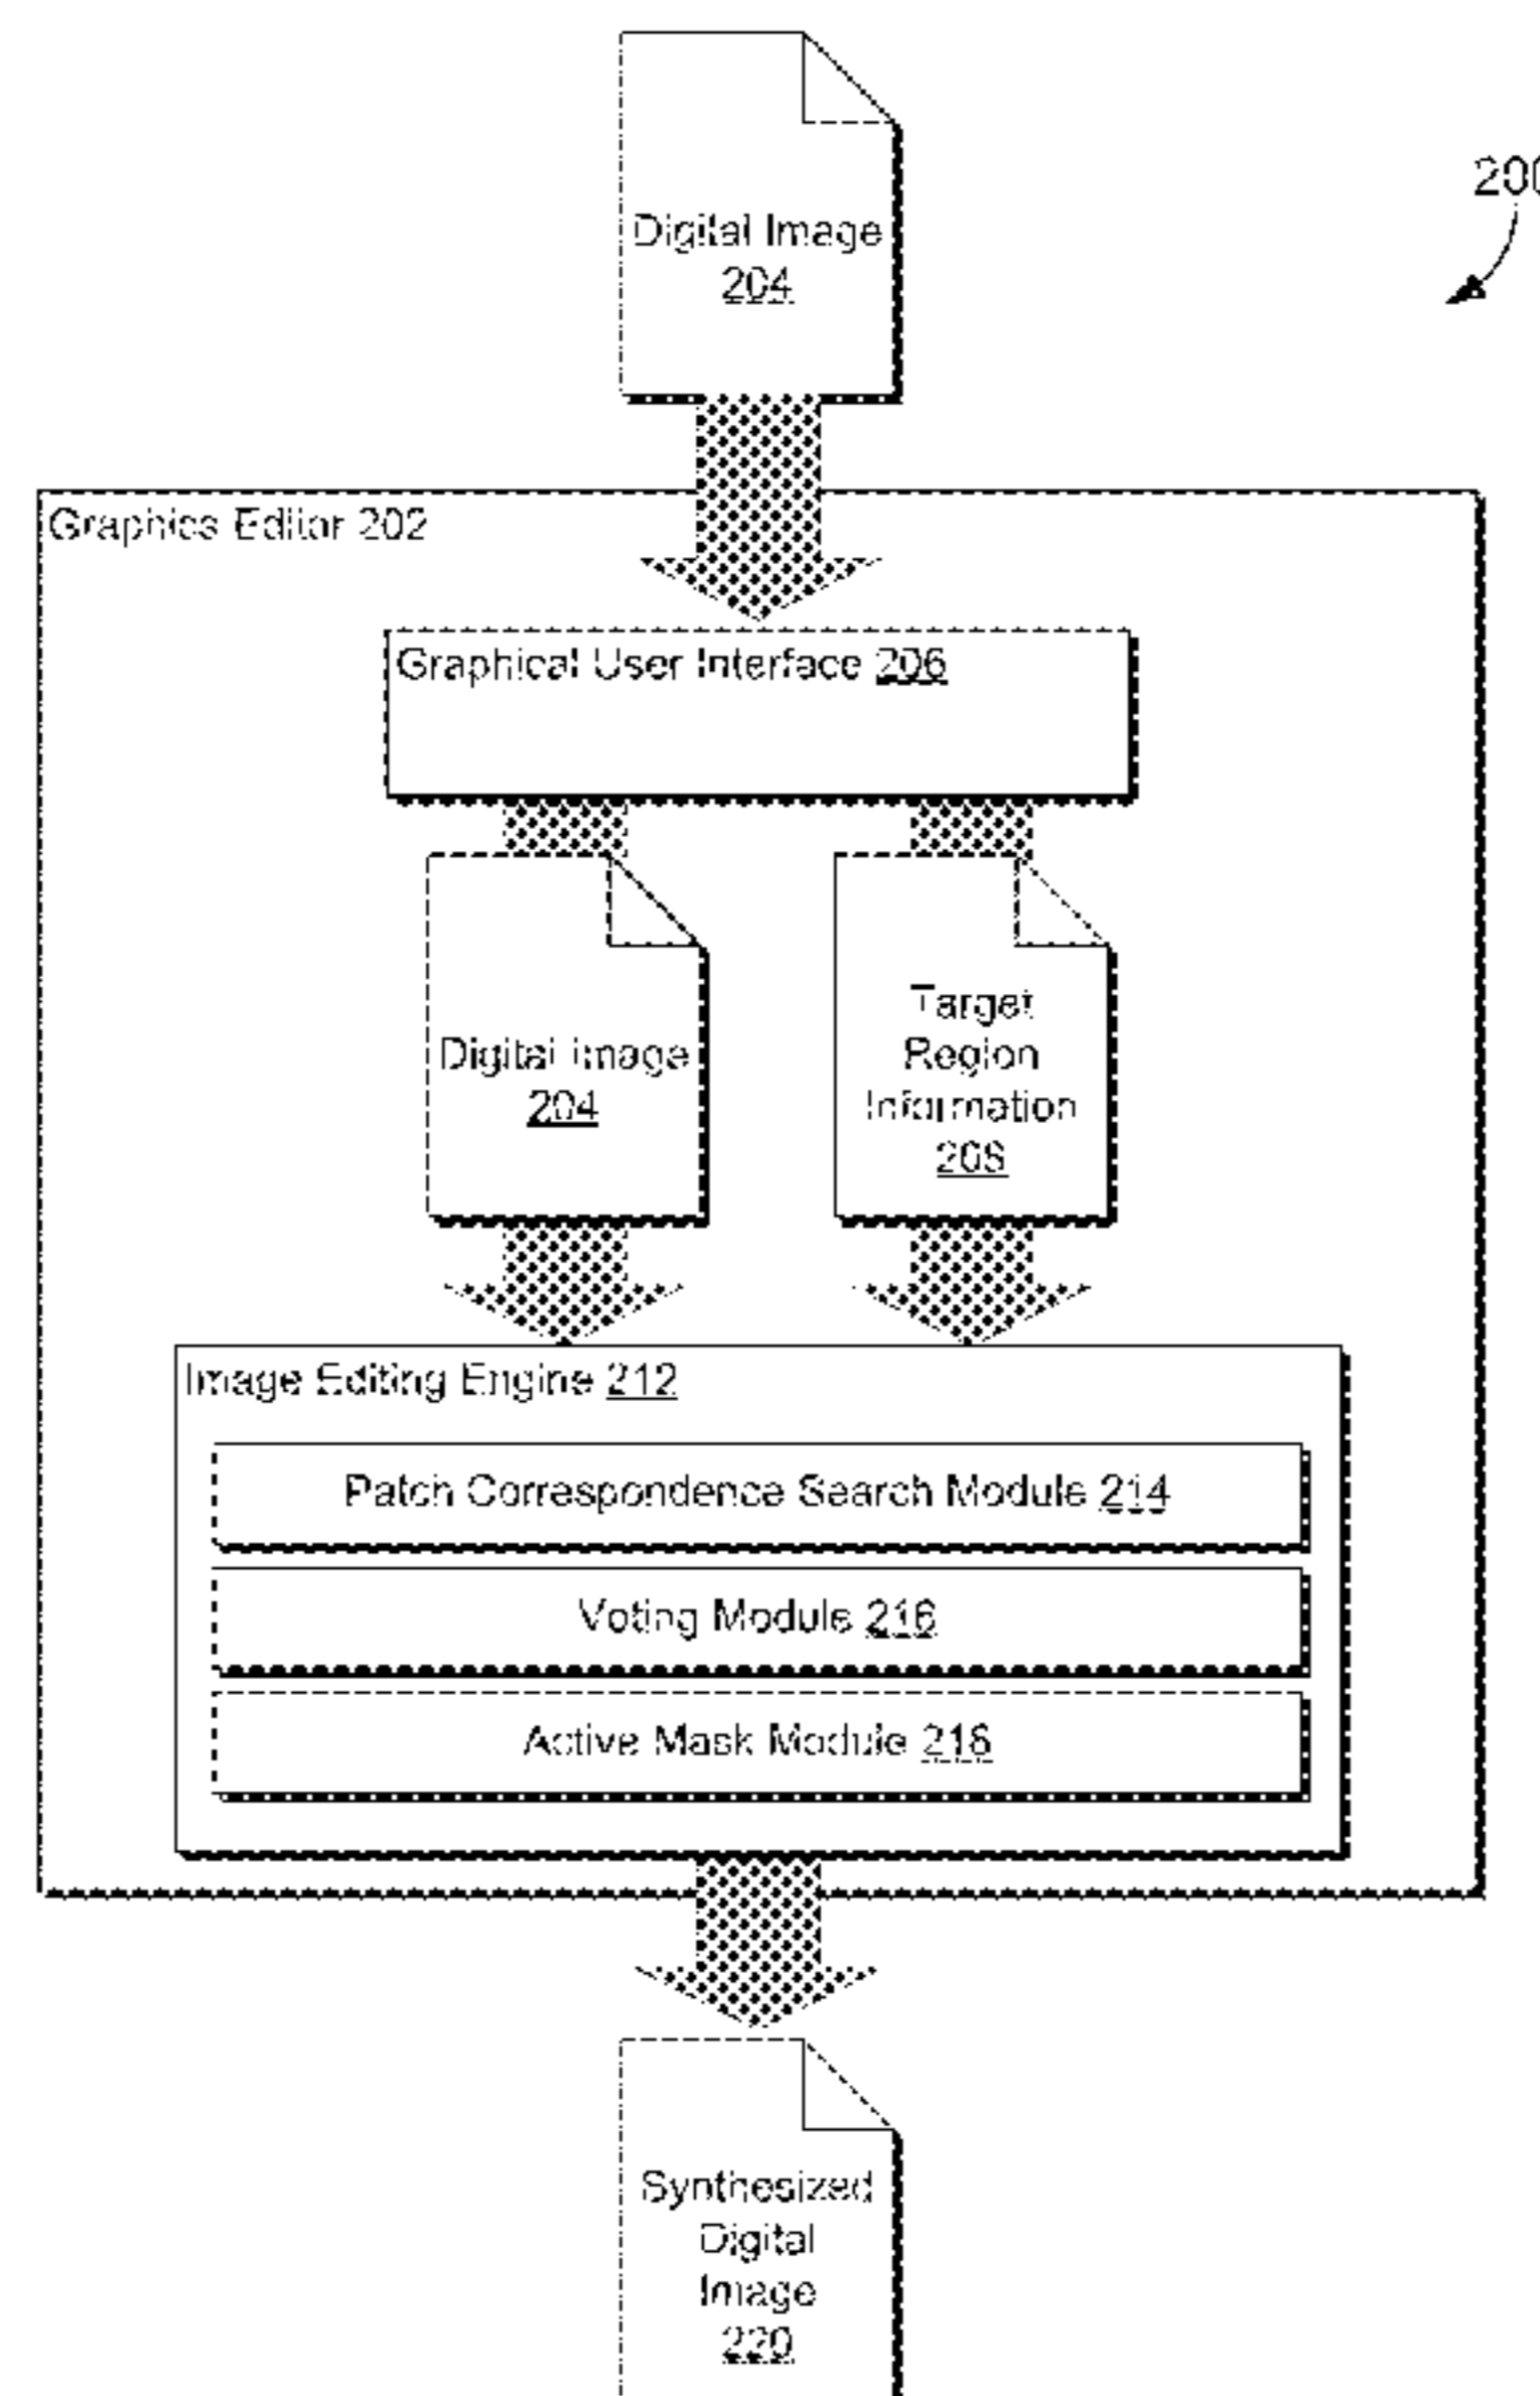 200
Digital Image
204
Graphics Editor 202
Graphical User Interface 206
Digital Image
204
Target
Region
Information
208
Image Editing Engine 212
Patch Correspondence Search Module 214
Voting Module 216
Active Mask Module 218
Synthesized
Digital
Image
220